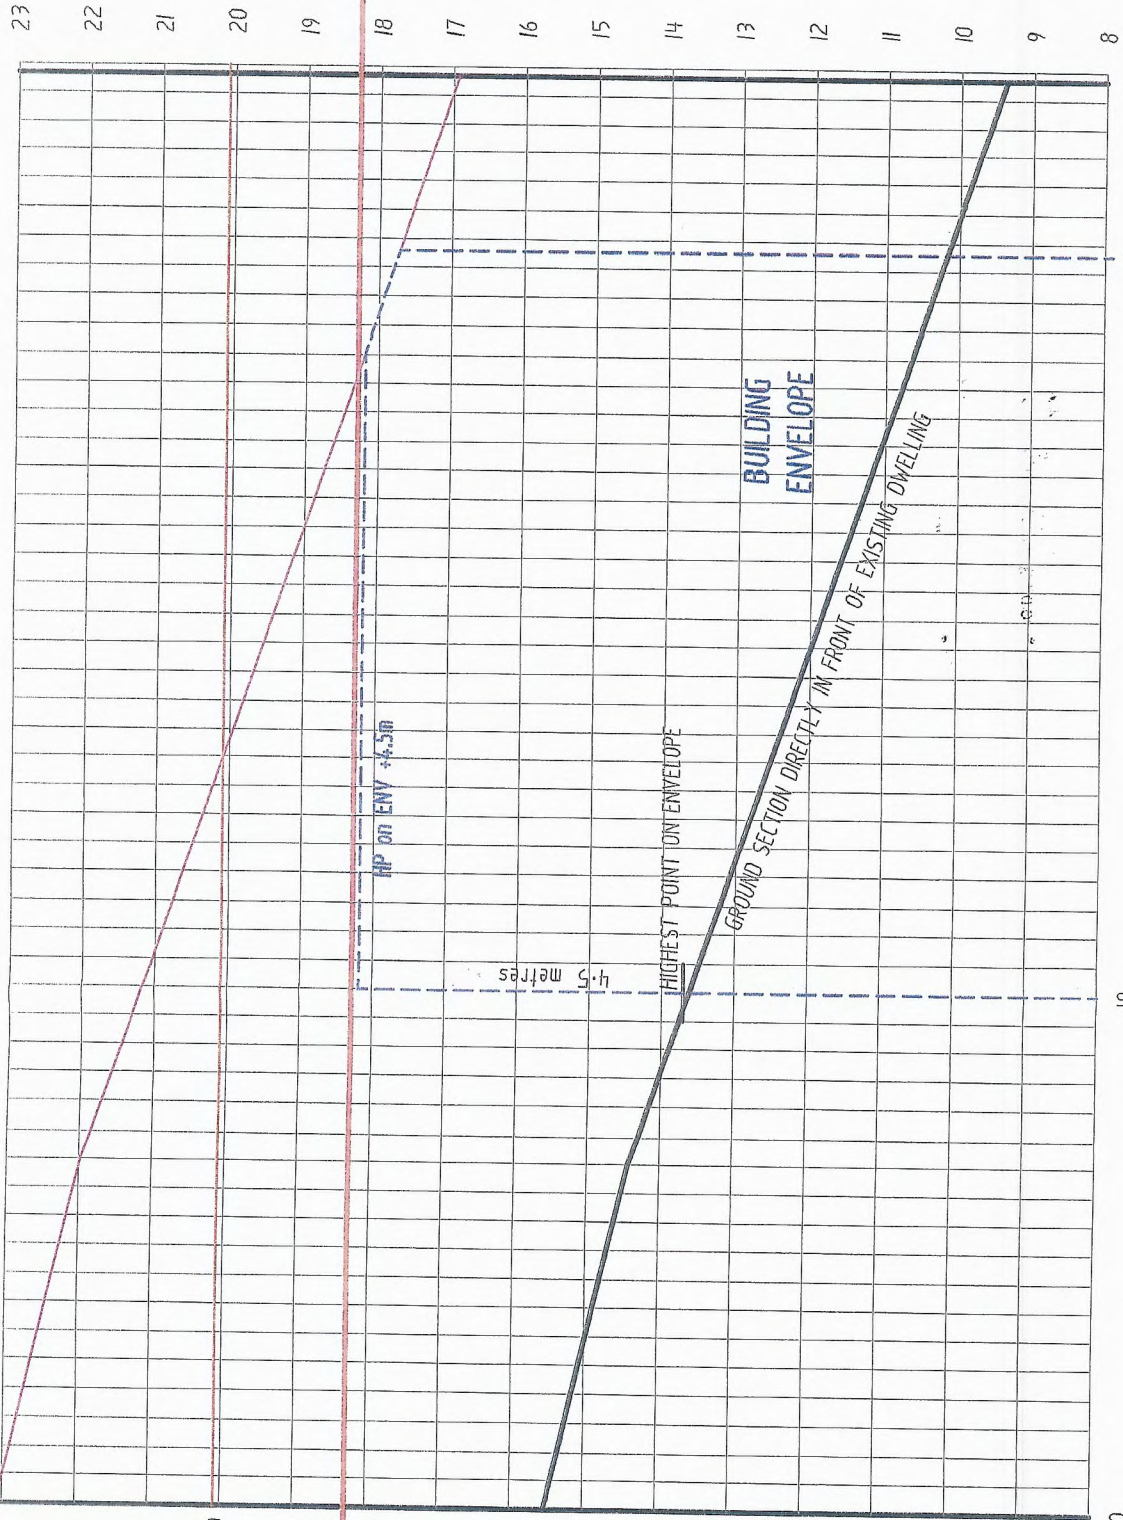 23
22
21
20
19
18
17
16
15
14
13
12
11
10
9
8
HP on ENV +4.5m
4.5 metres
HIGHEST POINT ON ENVELOPE
GROUND SECTION DIRECTLY IN FRONT OF EXISTING DWELLING
BUILDING
ENVELOPE